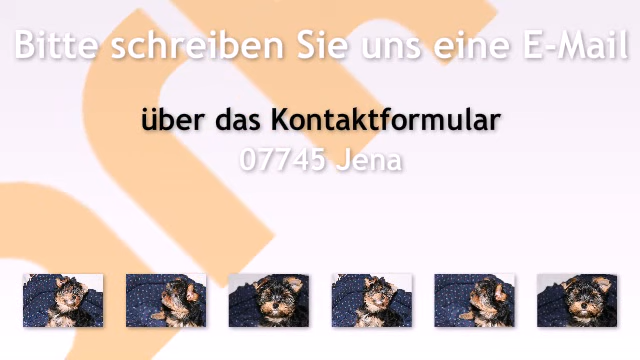 Bitte schreiben Sie uns eine E-Mail
über das Kontaktformular
07745 Jena